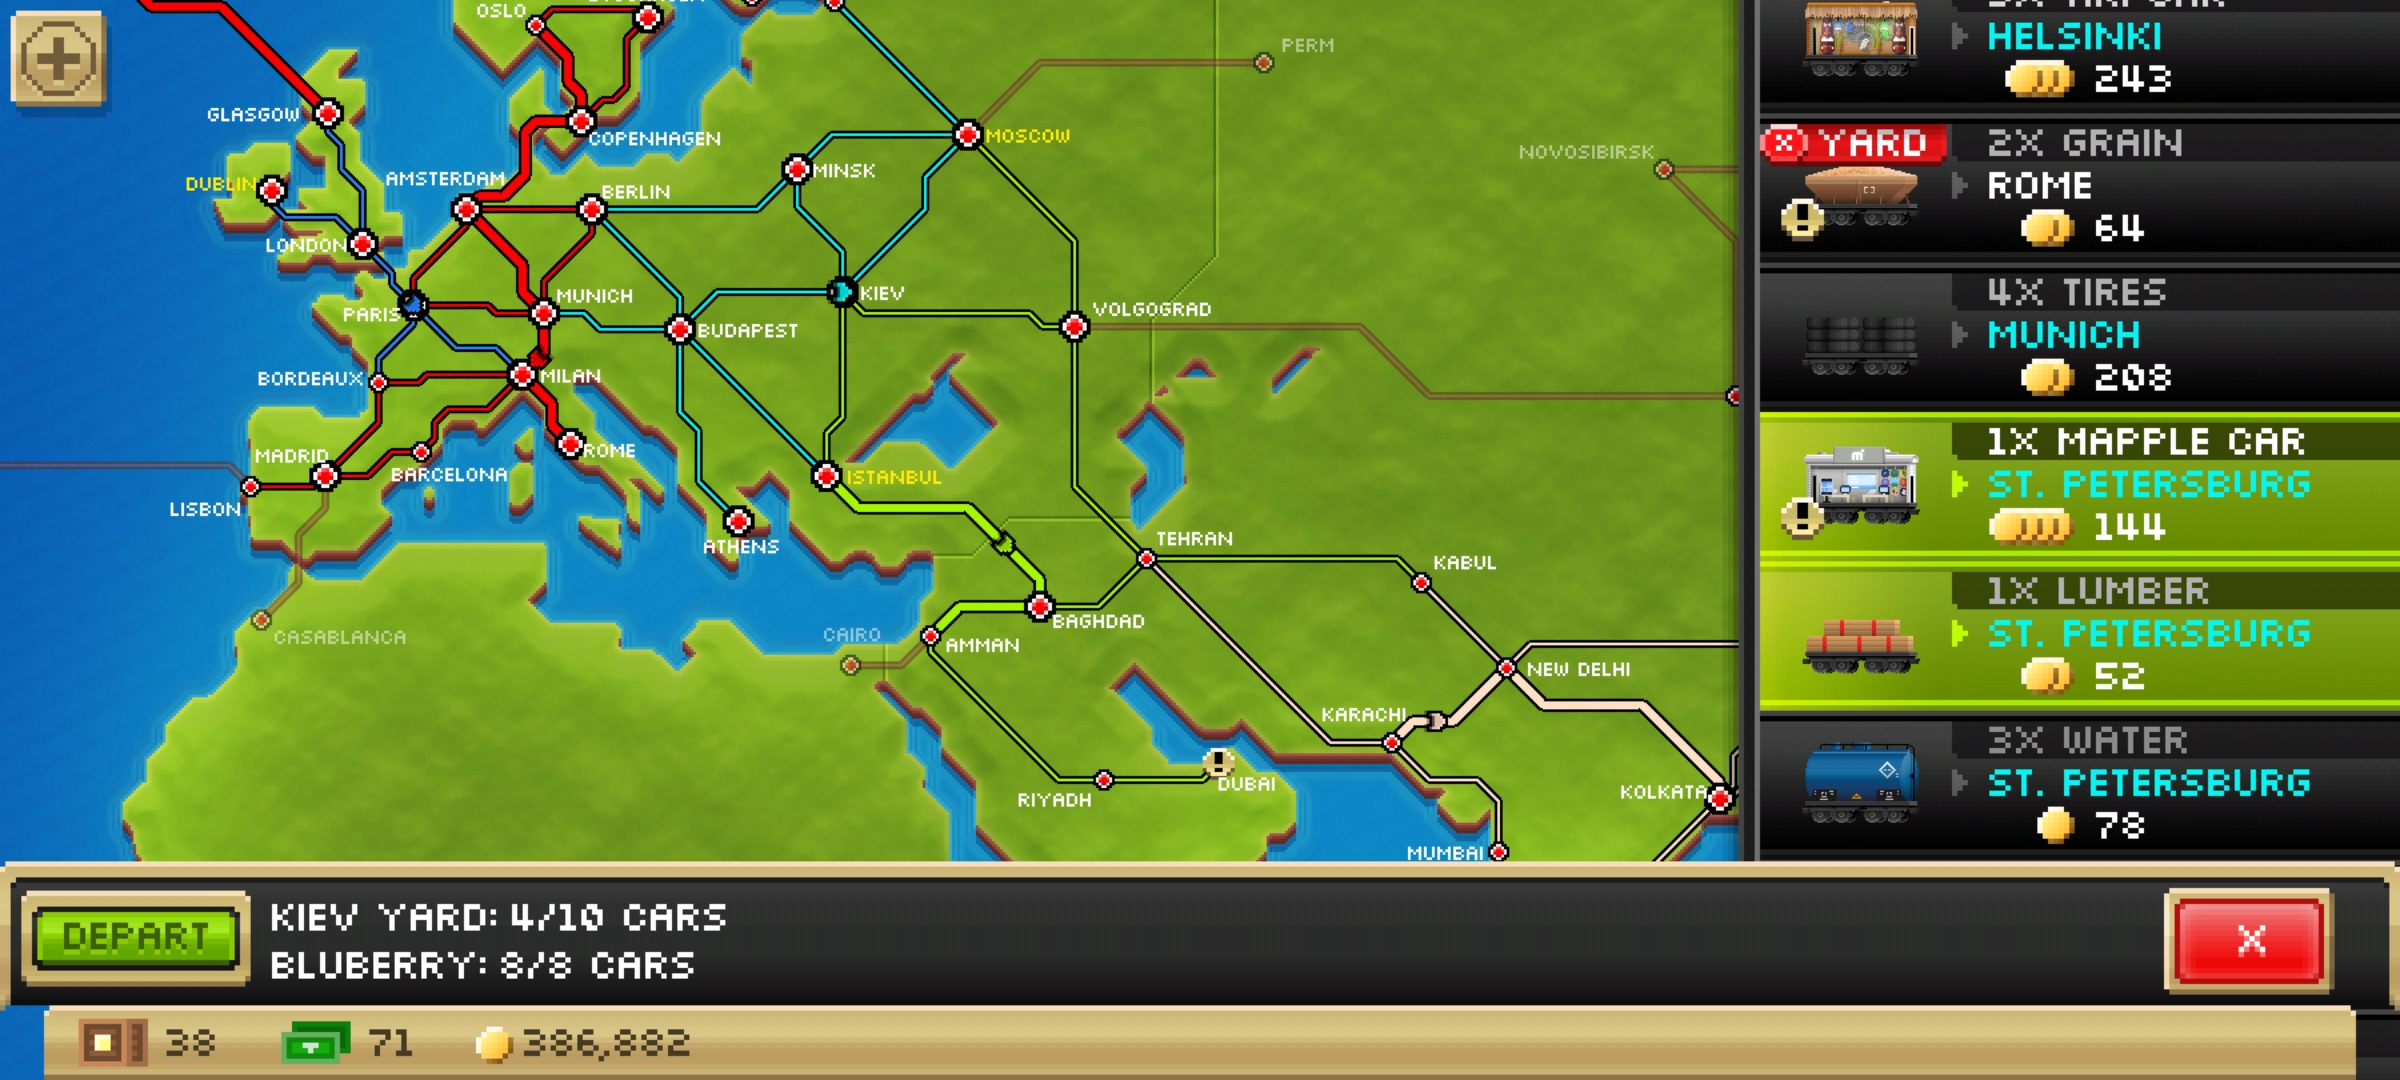 OSLO
PERM
GLASGOW
COPENHAGEN
MOSCOW
NOVOSIBIRSK
MINSK
AMSTERDAM
DUBLIN
BERLIN
LONDON
MUNICH
KIEV
PARIS
VOLGOGRAD
BUDAPEST
BORDEAUX
MILAN
MADRID
ROME
BARCELONA
ISTANBUL
LISBON
ATHENS
TEHRAN
KABUL
CASABLANCA
CAIRO
AMMAN
BAGHDAD
NEW DELHI
KARACHI
RIYADH
DUBAI
KOLKATA
MUMBAI
HELSINKI
243
YARD
2X GRAIN
ROME
64
4X TIRES
MUNICH
208
1X MAPPLE CAR
ST. PETERSBURG
144
1X LUMBER
ST. PETERSBURG
52
3X WATER
ST. PETERSBURG
78
DEPART
KIEV YARD: 4/10 CARS
BLUBERRY: 8/8 CARS
X
38
71
386,882